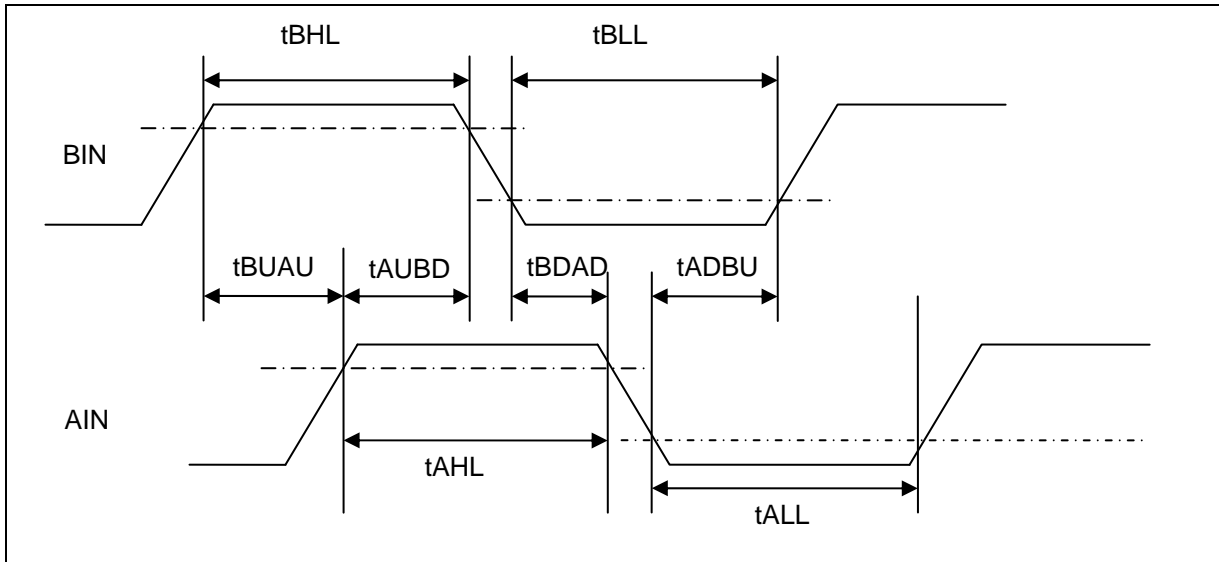 tBHL
tBLL
BIN
tBUAU
tAUBD
tBDAD
tADBU
AIN
tAHL
tALL